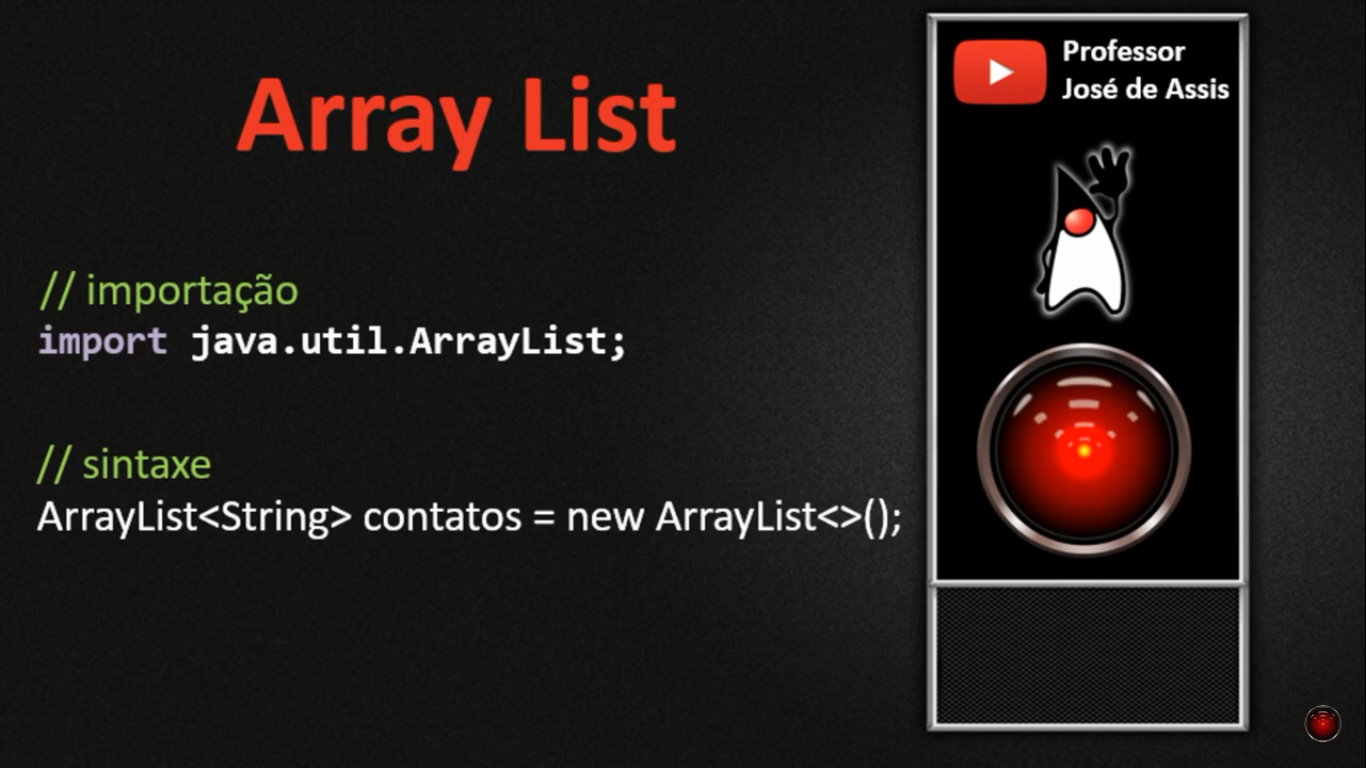 Array List
// importação
import java.util.ArrayList;
// sintaxe
ArrayList<String> contatos = new ArrayList<>();
Professor
José de Assis